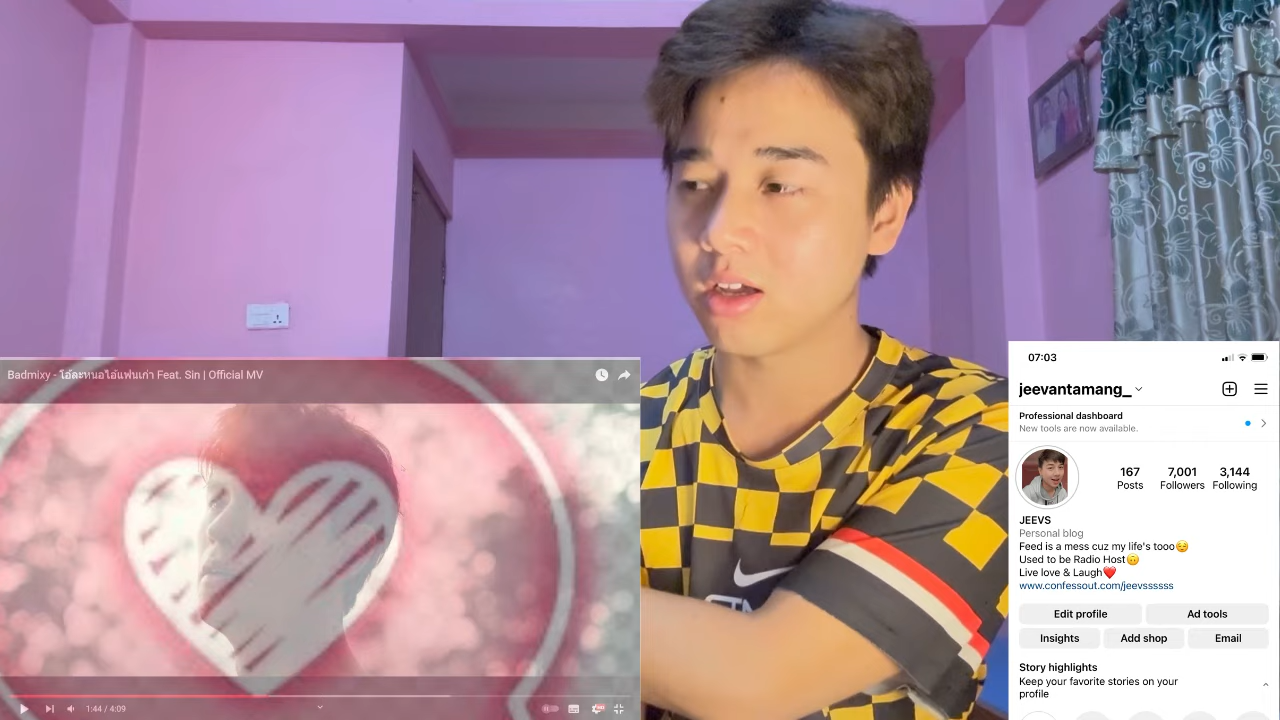 Badmixy - โอ้ละหนอไอ้แฟนเก่า Feat. Sin | Official MV
1:44 / 4:09
07:03
jeevantamang_
Professional dashboard
New tools are now available.
167 7,001 3,144
Posts Followers Following
JEEVS
Personal blog
Feed is a mess cuz my life's tooo😌
Used to be Radio Host🙃
Live love & Laugh❤️
www.confessout.com/jeevssssss
Edit profile Ad tools
Insights Add shop Email
Story highlights
Keep your favorite stories on your
profile